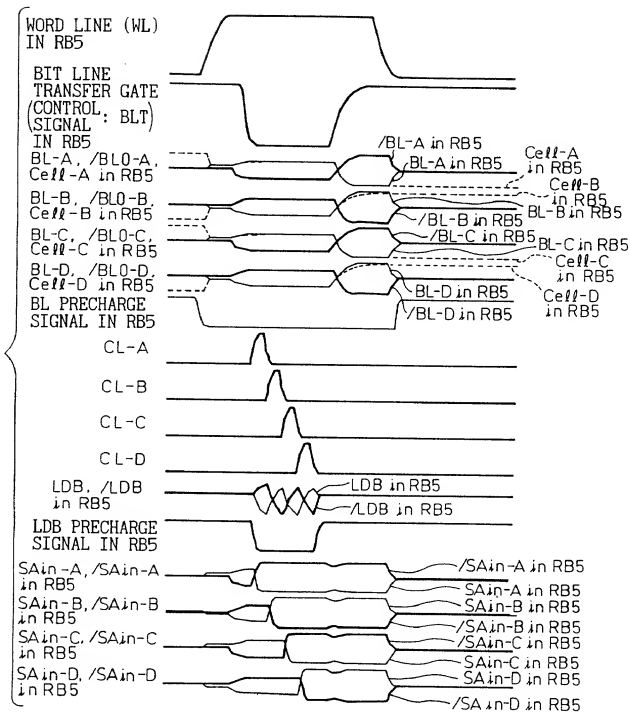 WORD LINE (WL)
IN RB5
BIT LINE
TRANSFER GATE
(CONTROL : BLT)
(SIGNAL
IN RB5
/BL-A in RB5
BL-A in RB5
BL-A, /BL0-A,
Cell-A in RB5
Cell-A
in RB5
Cell-B
in RB5
BL-B, /BL0-B,
Cell-B in RB5
BL-B in RB5
/BL-B in RB5
BL-C, /BL0-C,
Cell-C in RB5
/BL-C in RB5
BL-C in RB5
Cell-C
in RB5
BL-D, /BL0-D,
Cell-D in RB5
BL-D in RB5
Cell-D
in RB5
/BL-D in RB5
BL PRECHARGE
SIGNAL IN RB5
CL-A
CL-B
CL-C
CL-D
LDB, /LDB
in RB5
LDB in RB5
/LDB in RB5
LDB PRECHARGE
SIGNAL IN RB5
SAin-A, /SAin-A
in RB5
/SAin-A in RB5
SAin-A in RB5
SAin-B, /SAin-B
in RB5
SAin-B in RB5
/SAin-B in RB5
SAin-C, /SAin-C
in RB5
/SAin-C in RB5
SAin-C in RB5
SAin-D, /SAin-D
in RB5
SAin-D in RB5
/SAin-D in RB5